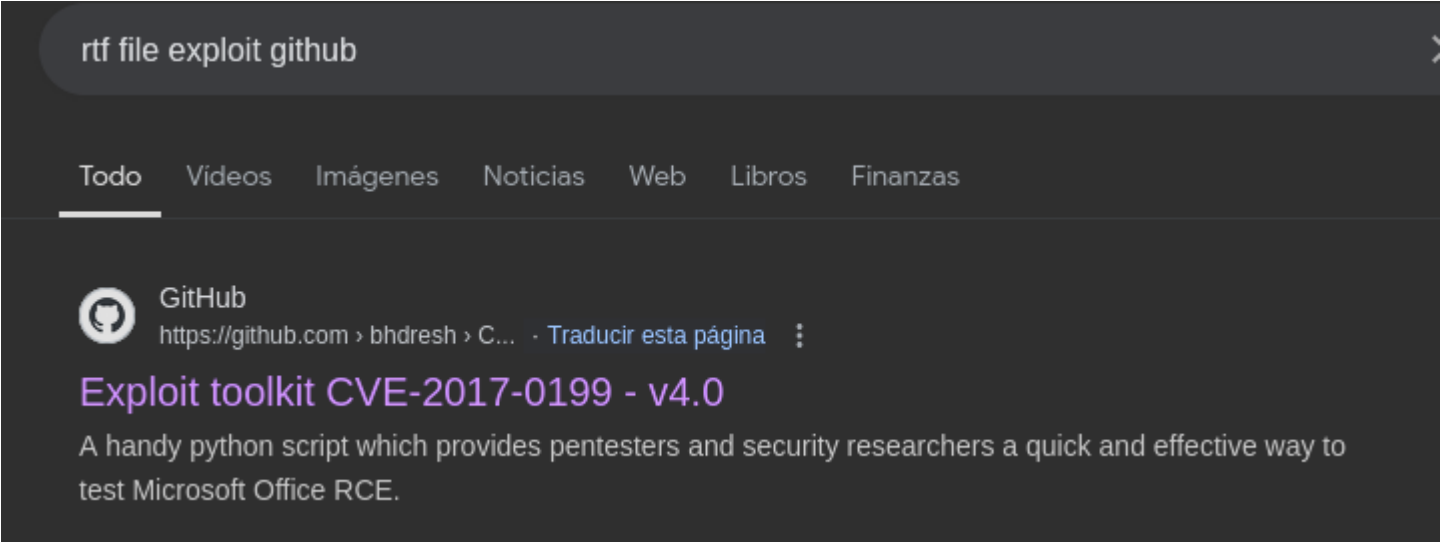 rtf file exploit github
Todo Vídeos Imágenes Noticias Web Libros Finanzas
GitHub
https://github.com › bhdresh › C... · Traducir esta página
Exploit toolkit CVE-2017-0199 - v4.0
A handy python script which provides pentesters and security researchers a quick and effective way to
test Microsoft Office RCE.